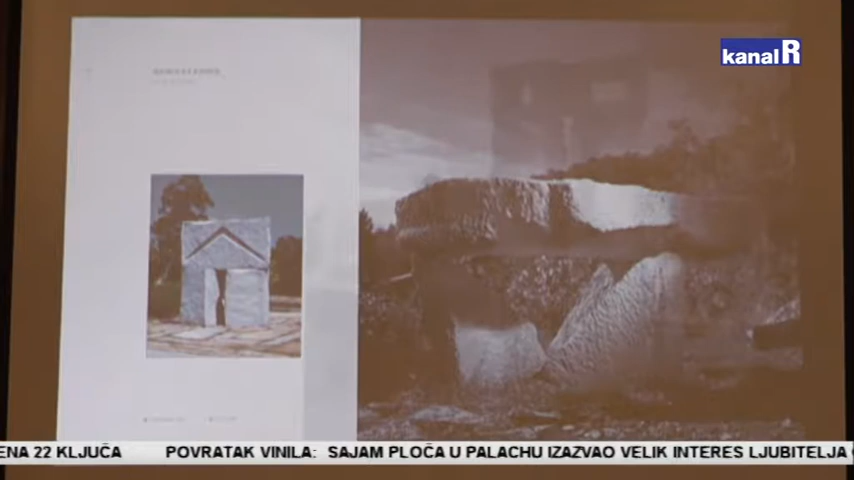 kanal R
ENA 22 KLJUČA POVRATAK VINILA: SAJAM PLOČA U PALACHU IZAZVAO VELIK INTERES LJUBITELJA